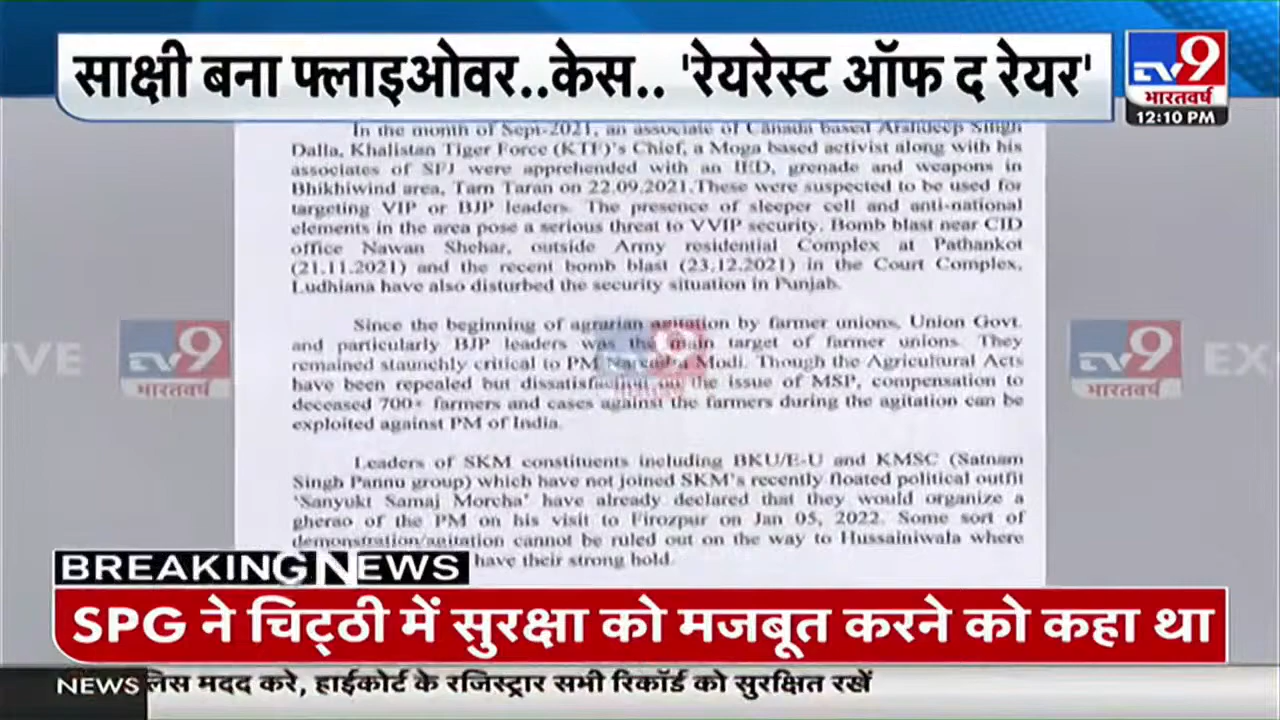 साक्षी बना फ्लाइओवर..केस.. 'रेयरेस्ट ऑफ द रेयर'
TV9
भारतवर्ष
12:10 PM
In the month of Sept-2021, an associate of Canada based Arshdeep Singh
Dalla, Khalistan Tiger Force (KTF)'s Chief, a Moga based activist along with his
associates of SFJ were apprehended with an IED, grenade and weapons in
Bhikhiwind area, Tarn Taran on 22.09.2021.These were suspected to be used for
targeting VIP or BJP leaders. The presence of sleeper cell and anti-national
elements in the area pose a serious threat to VVIP security. Bomb blast near CID
office Nawan Shehar, outside Army residential Complex at Pathankot
(21.11.2021) and the recent bomb blast (23.12.2021) in the Court Complex,
Ludhiana have also disturbed the security situation in Punjab.
Since the beginning of agrarian agitation by farmer unions, Union Govt.
and particularly BJP leaders was the main target of farmer unions. They
remained staunchly critical to PM Narendra Modi. Though the Agricultural Acts
have been repealed but dissatisfaction on the issue of MSP, compensation to
deceased 700+ farmers and cases against the farmers during the agitation can be
exploited against PM of India.
Leaders of SKM constituents including BKU/E-U and KMSC (Satnam
Singh Pannu group) which have not joined SKM's recently floated political outfit
'Sanyukt Samaj Morcha' have already declared that they would organize a
gherao of the PM on his visit to Firozpur on Jan 05, 2022. Some sort of
demonstration/agitation cannot be ruled out on the way to Hussainiwala where
have their strong hold.
IVE
TV9
भारतवर्ष
TV9
भारतवर्ष
EX
BREAKING NEWS
SPG ने चिट्ठी में सुरक्षा को मजबूत करने को कहा था
NEWS
लिस मदद करे, हाईकोर्ट के रजिस्ट्रार सभी रिकॉर्ड को सुरक्षित रखें